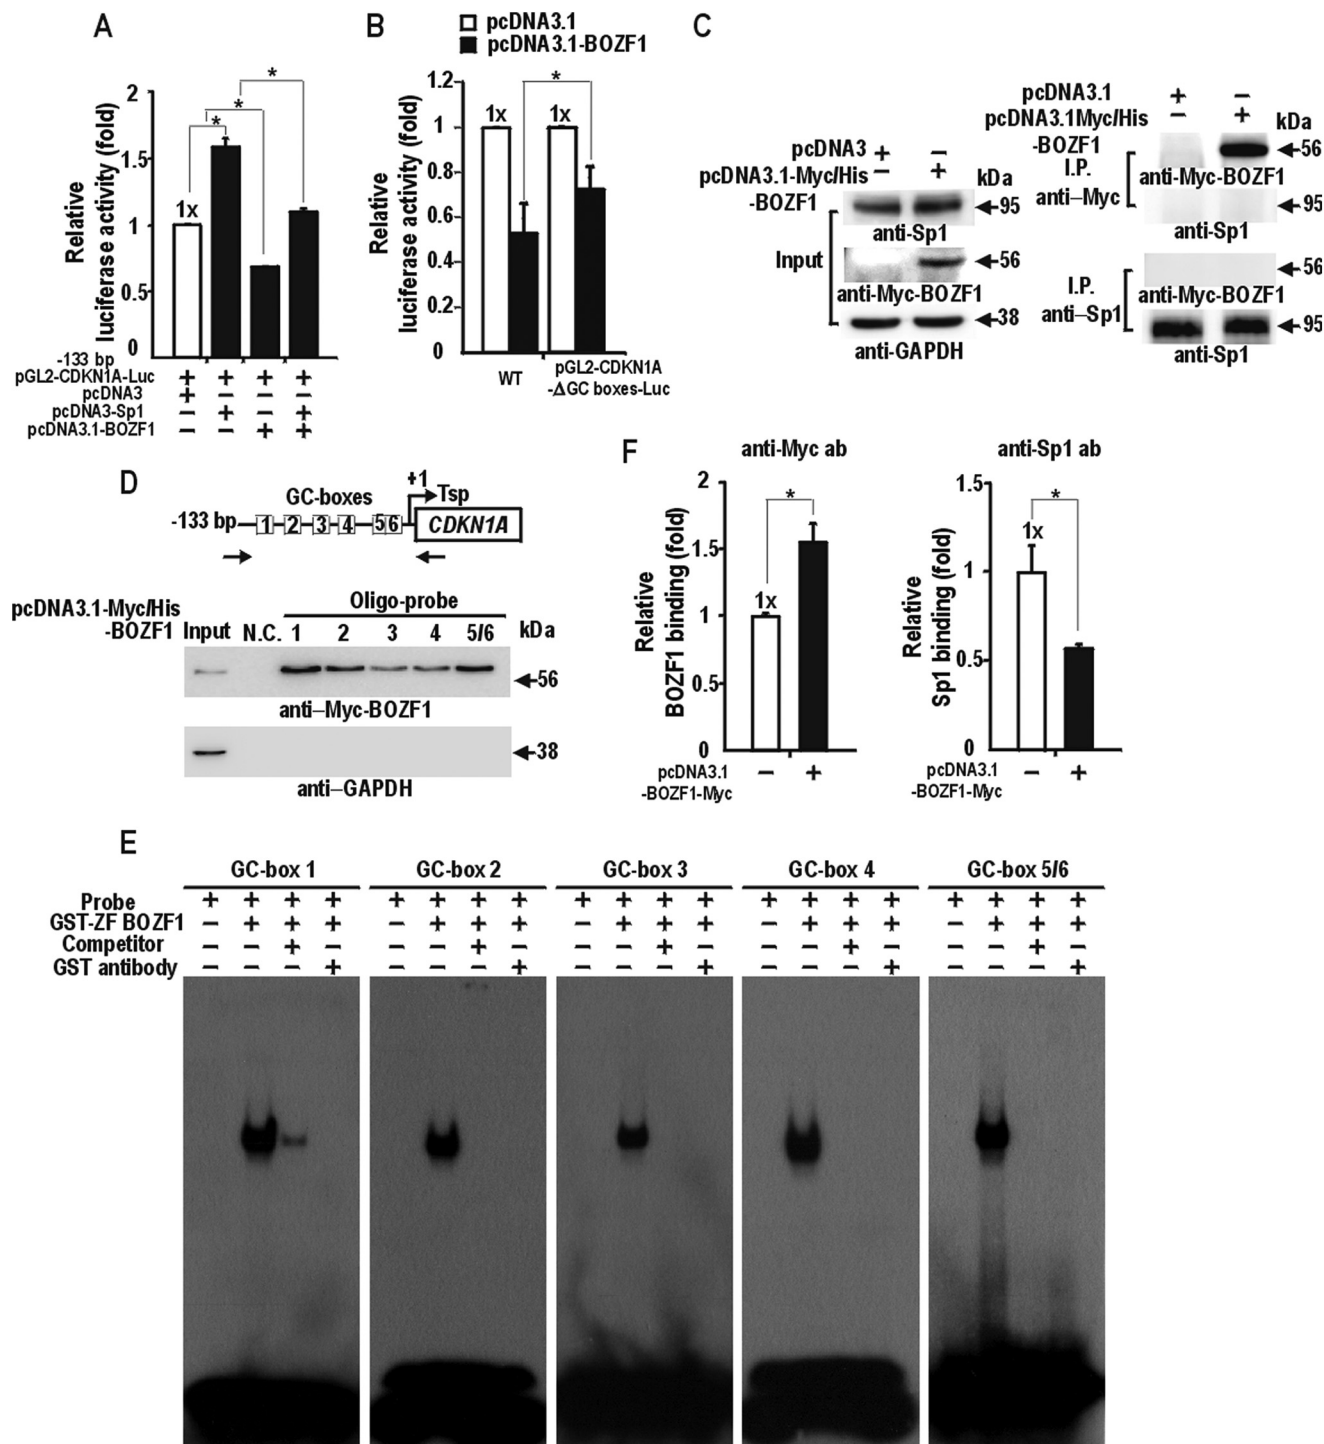 A
Relative
luciferase activity (fold)
2
1.5
1
0.5
0
1x
*
*
*
-133 bp
pGL2-CDKN1A-Luc + + + +
pcDNA3 + − − −
pcDNA3-Sp1 − + − +
pcDNA3.1-BOZF1 − − + +
B
pcDNA3.1
pcDNA3.1-BOZF1
Relative
luciferase activity (fold)
1.2
1
0.8
0.6
0.4
0.2
0
1x 1x
*
WT
pGL2-CDKN1A
-ΔGC boxes-Luc
C
pcDNA3 + −
pcDNA3.1-Myc/His − + kDa
-BOZF1
95
anti-Sp1
Input
56
anti-Myc-BOZF1
38
anti-GAPDH
pcDNA3.1 + −
pcDNA3.1Myc/His − + kDa
-BOZF1
56
I.P.
anti-Myc-BOZF1
anti–Myc
95
anti-Sp1
56
I.P.
anti-Myc-BOZF1
anti–Sp1
95
anti-Sp1
D
+1
GC-boxes Tsp
-133 bp 1 2 3 4 5 6 CDKN1A
pcDNA3.1-Myc/His
-BOZF1
Oligo-probe
Input N.C. 1 2 3 4 5/6 kDa
56
anti–Myc-BOZF1
38
anti–GAPDH
F
anti-Myc ab
Relative
BOZF1 binding (fold)
2
1.5
1
0.5
0
1x
*
pcDNA3.1 − +
-BOZF1-Myc
anti-Sp1 ab
Relative
Sp1 binding (fold)
1.5
1
0.5
0
1x
*
pcDNA3.1 − +
-BOZF1-Myc
E
GC-box 1 GC-box 2 GC-box 3 GC-box 4 GC-box 5/6
Probe + + + + + + + + + + + + + + + + + + + +
GST-ZF BOZF1 − + + + − + + + − + + + − + + + − + + +
Competitor − − + − − + − − + − − + − − +
GST antibody − − + − − + − − + − − + − − +